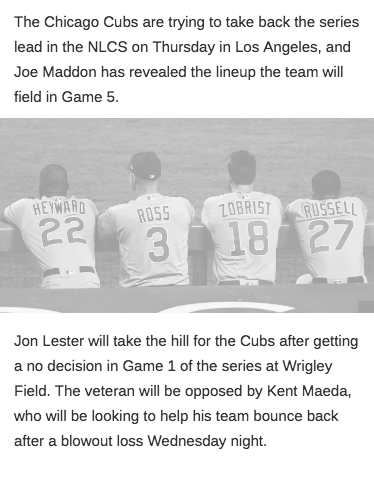 The Chicago Cubs are trying to take back the series
lead in the NLCS on Thursday in Los Angeles, and
Joe Maddon has revealed the lineup the team will
field in Game 5.
HEYWARD ROSS ZOBRIST RUSSELL
22 3 18 27
Jon Lester will take the hill for the Cubs after getting
a no decision in Game 1 of the series at Wrigley
Field. The veteran will be opposed by Kent Maeda,
who will be looking to help his team bounce back
after a blowout loss Wednesday night.